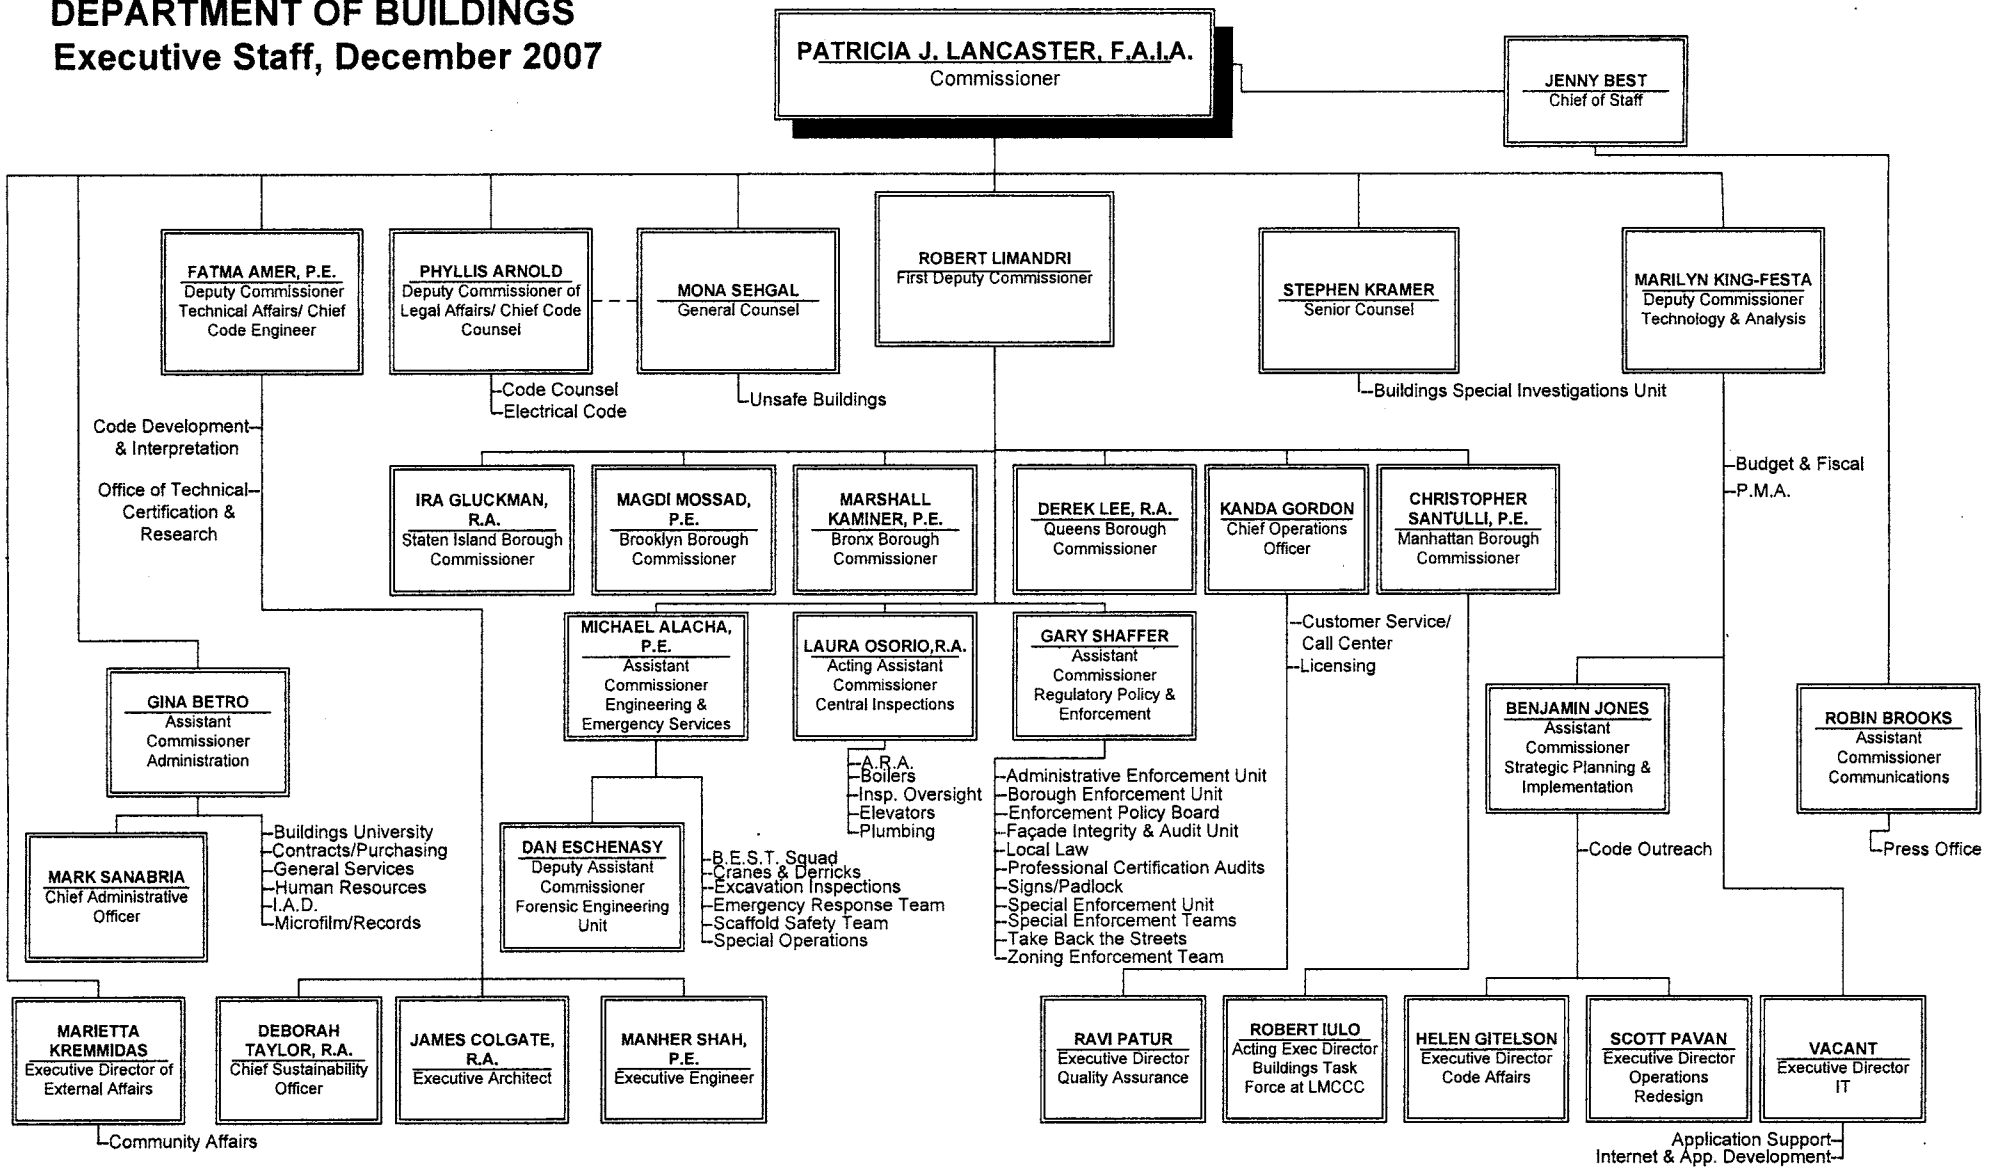 DEPARTMENT OF BUILDINGS
Executive Staff, December 2007
PATRICIA J. LANCASTER, F.A.I.A.
Commissioner
JENNY BEST
Chief of Staff
FATMA AMER, P.E.
Deputy Commissioner
Technical Affairs/ Chief
Code Engineer
PHYLLIS ARNOLD
Deputy Commissioner of
Legal Affairs/ Chief Code
Counsel
MONA SEHGAL
General Counsel
ROBERT LIMANDRI
First Deputy Commissioner
STEPHEN KRAMER
Senior Counsel
MARILYN KING-FESTA
Deputy Commissioner
Technology & Analysis
Code Counsel
Electrical Code
Unsafe Buildings
Buildings Special Investigations Unit
Code Development
& Interpretation
Office of Technical
Certification &
Research
Budget & Fiscal
P.M.A.
IRA GLUCKMAN,
R.A.
Staten Island Borough
Commissioner
MAGDI MOSSAD,
P.E.
Brooklyn Borough
Commissioner
MARSHALL
KAMINER, P.E.
Bronx Borough
Commissioner
DEREK LEE, R.A.
Queens Borough
Commissioner
KANDA GORDON
Chief Operations
Officer
CHRISTOPHER
SANTULLI, P.E.
Manhattan Borough
Commissioner
Customer Service/
Call Center
Licensing
MICHAEL ALACHA,
P.E.
Assistant
Commissioner
Engineering &
Emergency Services
LAURA OSORIO,R.A.
Acting Assistant
Commissioner
Central Inspections
GARY SHAFFER
Assistant
Commissioner
Regulatory Policy &
Enforcement
GINA BETRO
Assistant
Commissioner
Administration
BENJAMIN JONES
Assistant
Commissioner
Strategic Planning &
Implementation
ROBIN BROOKS
Assistant
Commissioner
Communications
A.R.A.
Boilers
Insp. Oversight
Elevators
Plumbing
Administrative Enforcement Unit
Borough Enforcement Unit
Enforcement Policy Board
Façade Integrity & Audit Unit
Local Law
Professional Certification Audits
Signs/Padlock
Special Enforcement Unit
Special Enforcement Teams
Take Back the Streets
Zoning Enforcement Team
Code Outreach
Press Office
MARK SANABRIA
Chief Administrative
Officer
Buildings University
Contracts/Purchasing
General Services
Human Resources
I.A.D.
Microfilm/Records
DAN ESCHENASY
Deputy Assistant
Commissioner
Forensic Engineering
Unit
B.E.S.T. Squad
Cranes & Derricks
Excavation Inspections
Emergency Response Team
Scaffold Safety Team
Special Operations
MARIETTA
KREMMIDAS
Executive Director of
External Affairs
Community Affairs
DEBORAH
TAYLOR, R.A.
Chief Sustainability
Officer
JAMES COLGATE,
R.A.
Executive Architect
MANHER SHAH,
P.E.
Executive Engineer
RAVI PATUR
Executive Director
Quality Assurance
ROBERT IULO
Acting Exec Director
Buildings Task
Force at LMCCC
HELEN GITELSON
Executive Director
Code Affairs
SCOTT PAVAN
Executive Director
Operations
Redesign
VACANT
Executive Director
IT
Application Support
Internet & App. Development